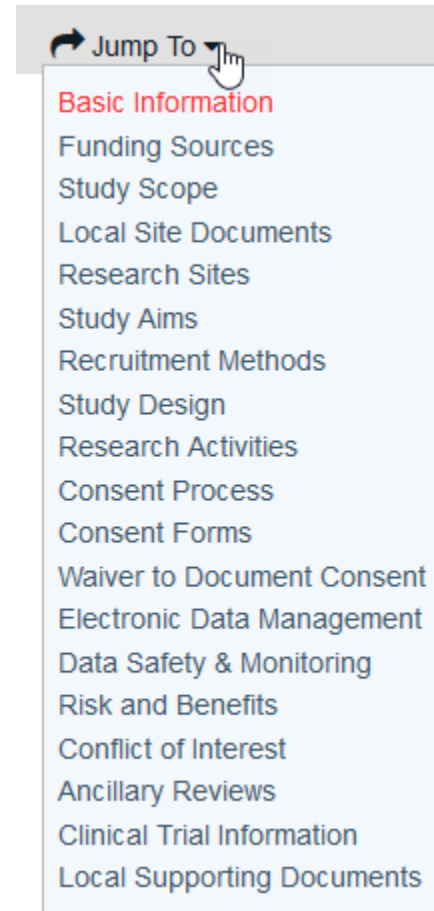 Jump To
Basic Information
Funding Sources
Study Scope
Local Site Documents
Research Sites
Study Aims
Recruitment Methods
Study Design
Research Activities
Consent Process
Consent Forms
Waiver to Document Consent
Electronic Data Management
Data Safety & Monitoring
Risk and Benefits
Conflict of Interest
Ancillary Reviews
Clinical Trial Information
Local Supporting Documents